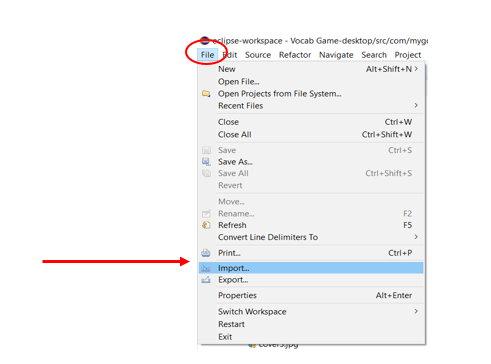 eclipse-workspace - Vocab Game-desktop/src/com/myg
File Edit Source Refactor Navigate Search Project
New Alt+Shift+N >
Open File...
Open Projects from File System...
Recent Files >
Close Ctrl+W
Close All Ctrl+Shift+W
Save Ctrl+S
Save As...
Save All Ctrl+Shift+S
Revert
Move...
Rename... F2
Refresh F5
Convert Line Delimiters To >
Print... Ctrl+P
Import...
Export...
Properties Alt+Enter
Switch Workspace >
Restart
Exit
covers.jpg